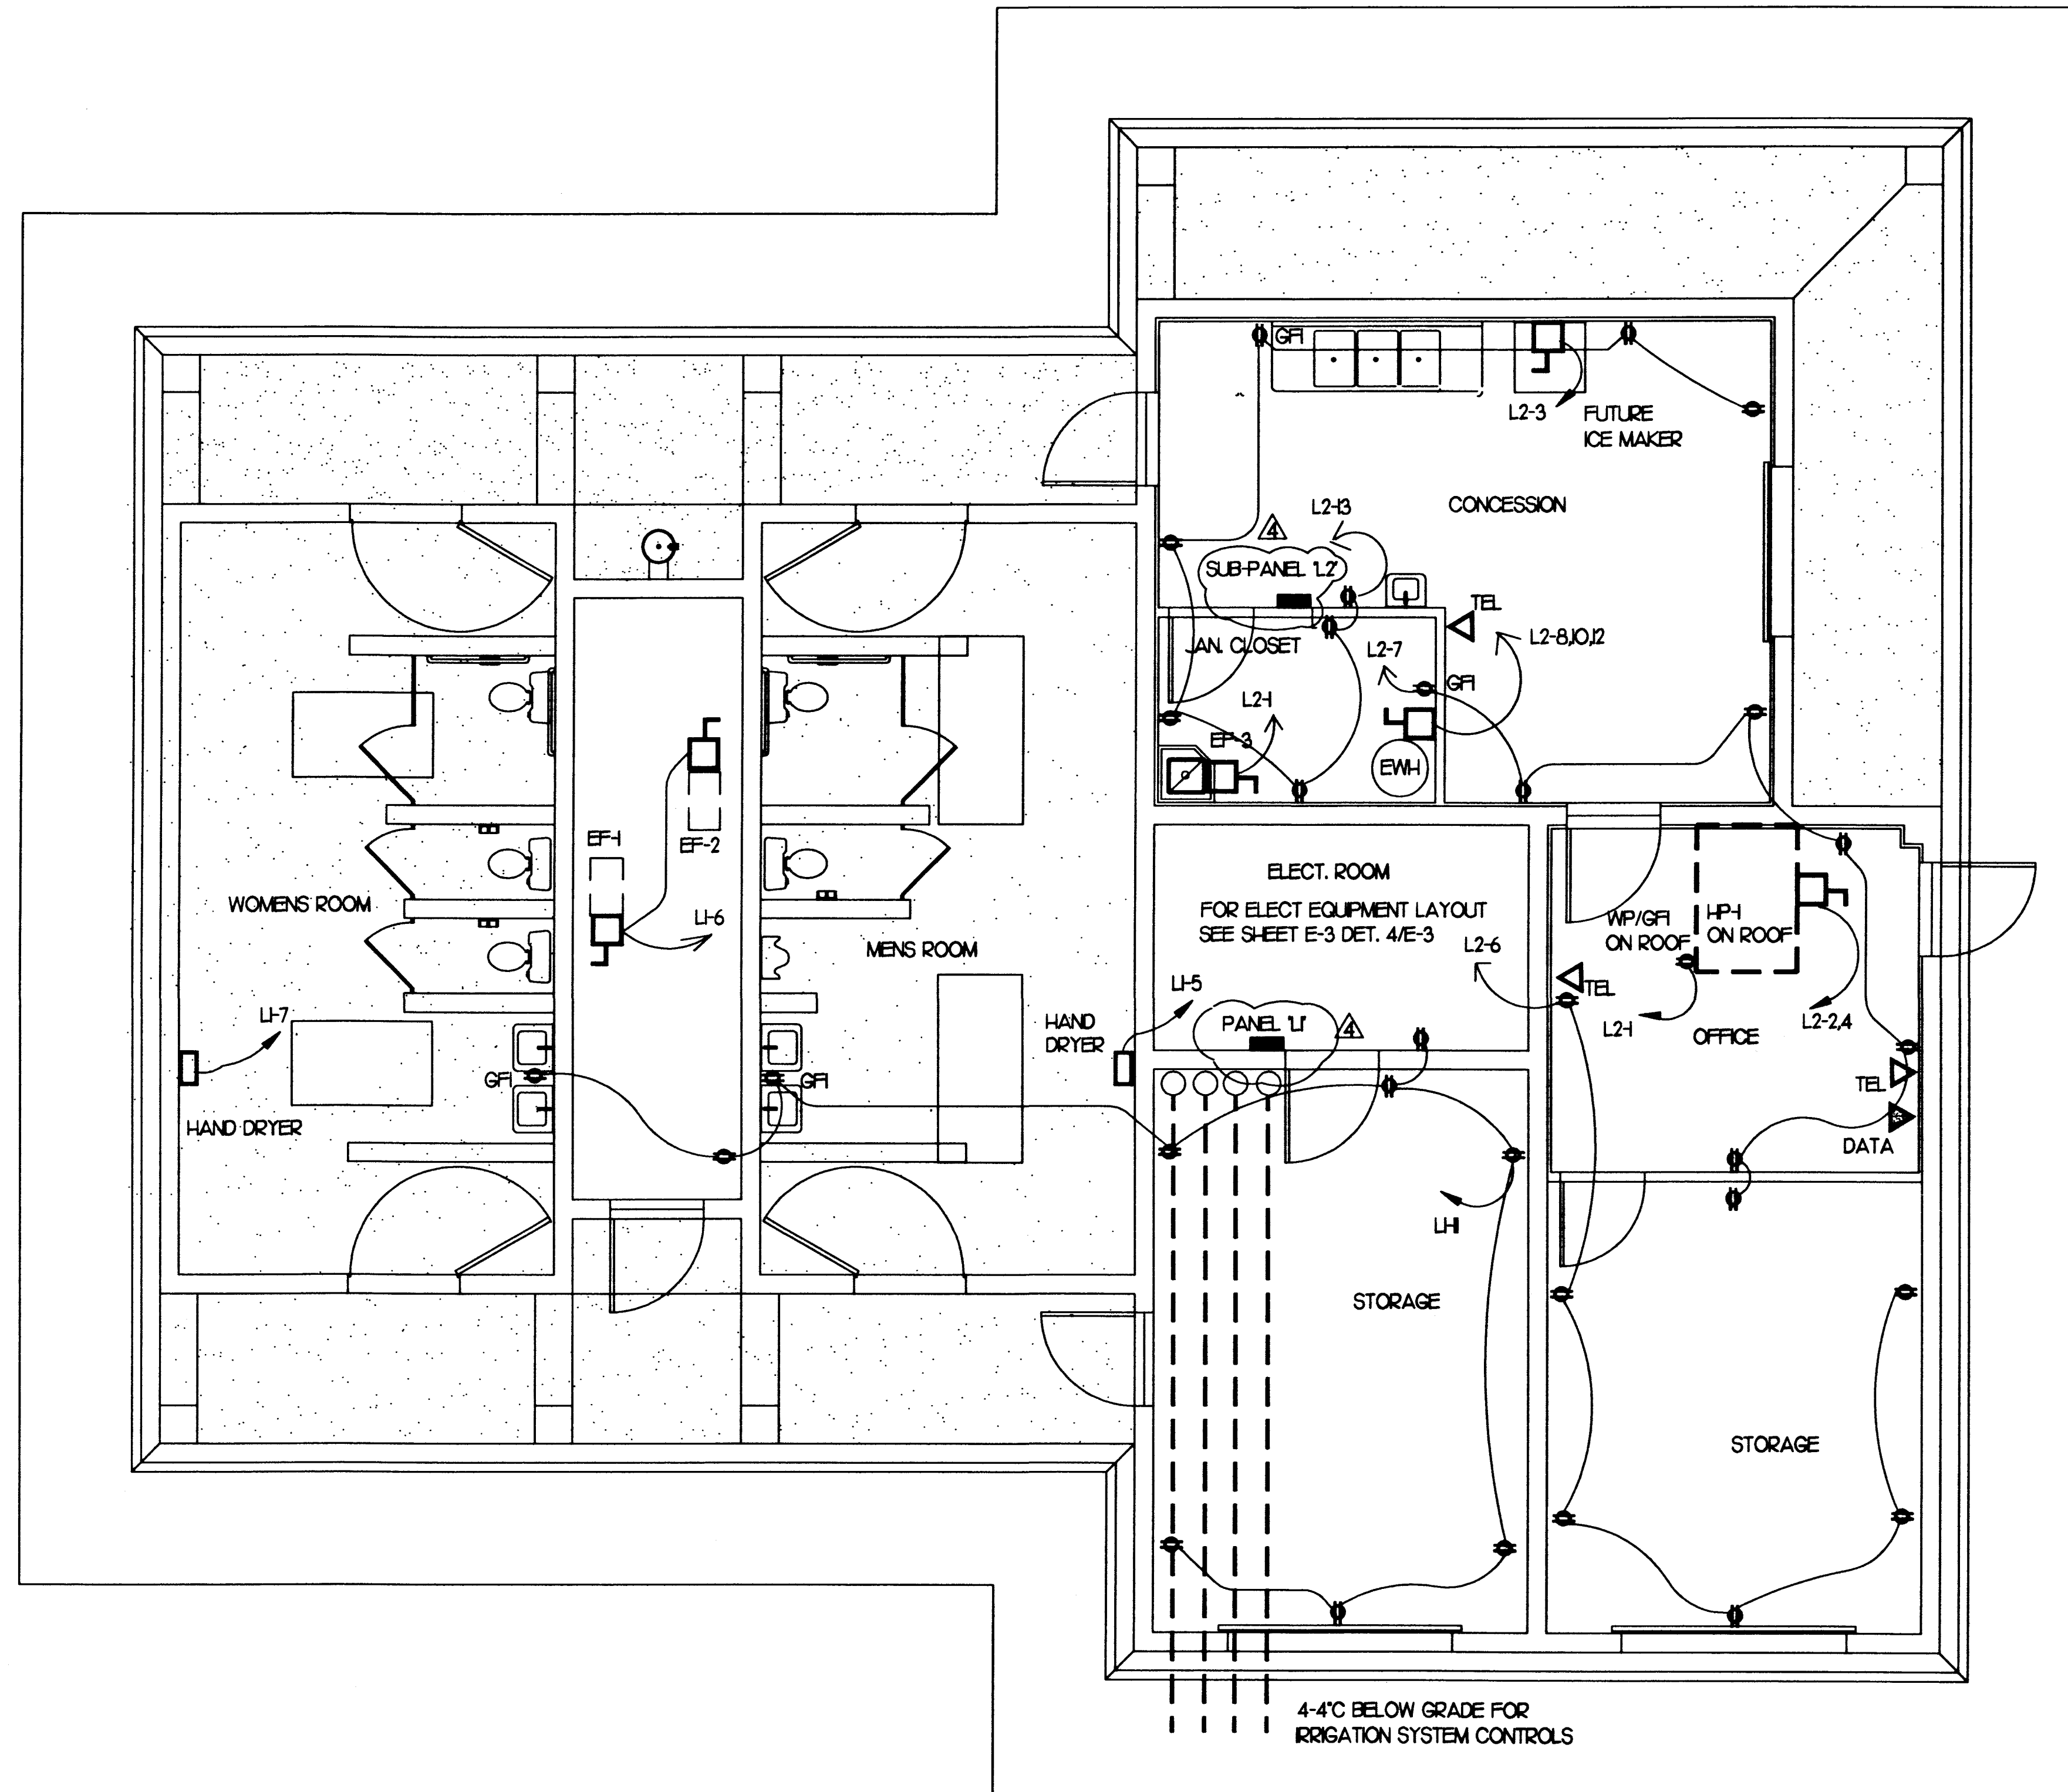 GFI
L2-3
FUTURE
ICE MAKER
CONCESSION
L2-13
4
SUB-PANEL 'L2'
TEL
JAN. CLOSET
L2-7
L2-8,10,12
GFI
L2-1
EF-3
EWH
EF-1
EF-2
ELECT. ROOM
WOMENS ROOM
FOR ELECT EQUIPMENT LAYOUT
SEE SHEET E-3 DET. 4/E-3
WP/GFI
ON ROOF
HP-1
ON ROOF
L1-6
MENS ROOM
L2-6
TEL
L1-5
L1-7
HAND
DRYER
PANEL 'L1'
4
L2-1
OFFICE
L2-2,4
GFI
GFI
TEL
HAND DRYER
DATA
L1-1
STORAGE
STORAGE
4-4"C BELOW GRADE FOR
IRRIGATION SYSTEM CONTROLS